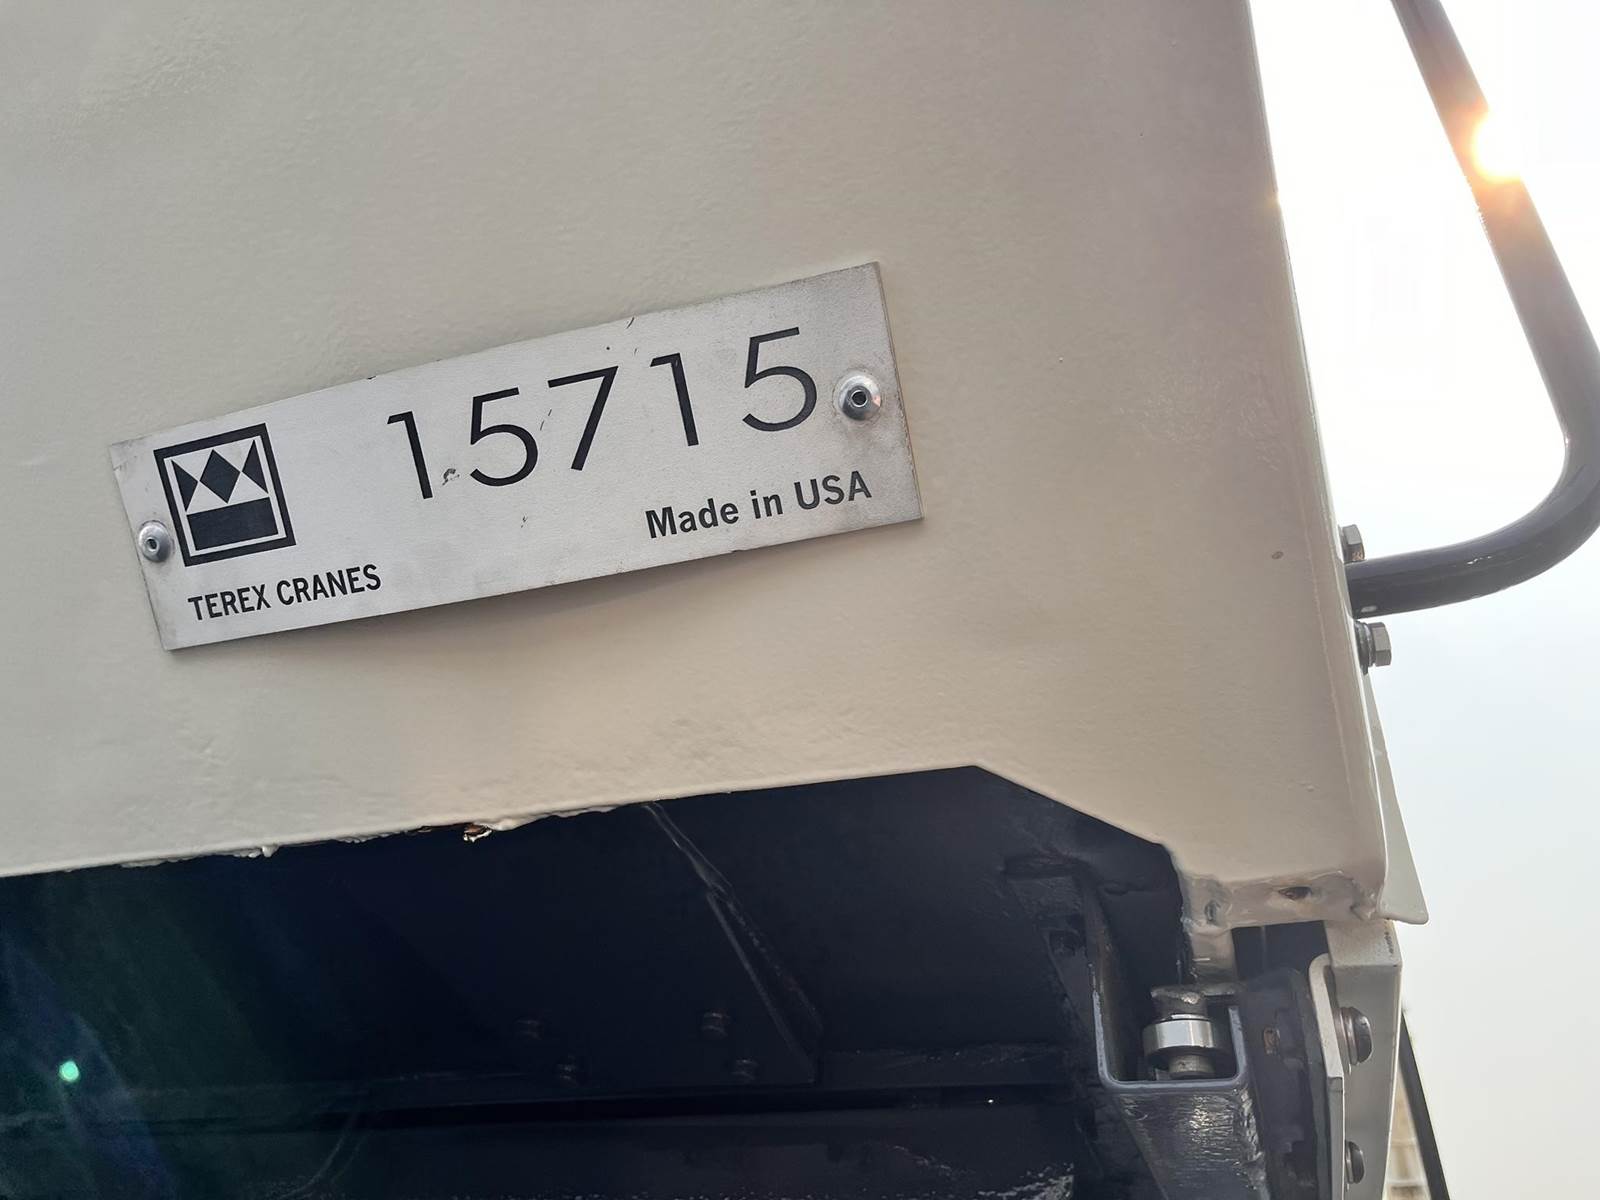 15715
Made in USA
TEREX CRANES